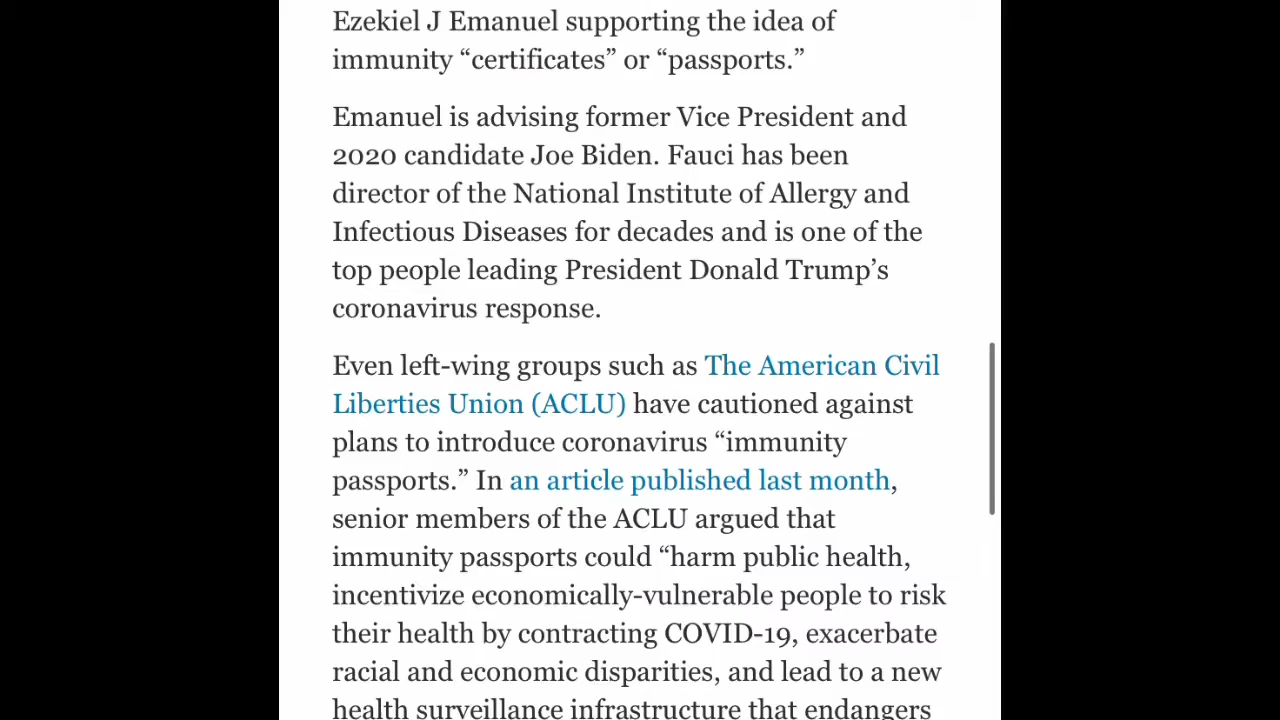 Ezekiel J Emanuel supporting the idea of
immunity “certificates” or “passports.”
Emanuel is advising former Vice President and
2020 candidate Joe Biden. Fauci has been
director of the National Institute of Allergy and
Infectious Diseases for decades and is one of the
top people leading President Donald Trump’s
coronavirus response.
Even left-wing groups such as The American Civil
Liberties Union (ACLU) have cautioned against
plans to introduce coronavirus “immunity
passports.” In an article published last month,
senior members of the ACLU argued that
immunity passports could “harm public health,
incentivize economically-vulnerable people to risk
their health by contracting COVID-19, exacerbate
racial and economic disparities, and lead to a new
health surveillance infrastructure that endangers